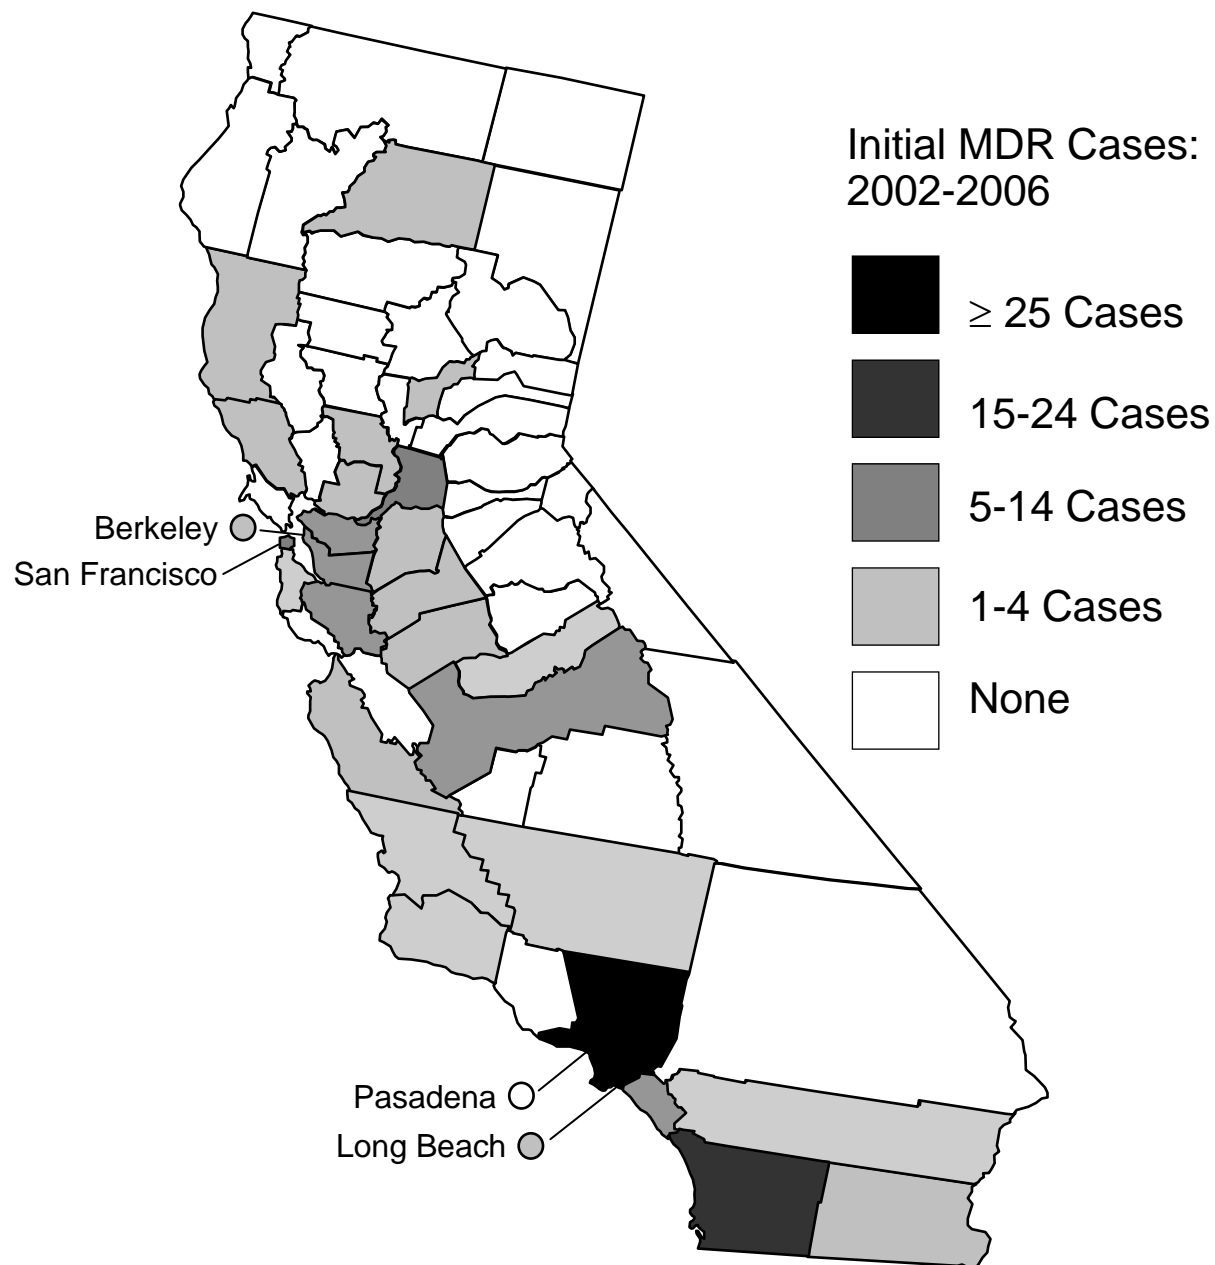 Initial MDR Cases:
2002-2006
≥ 25 Cases
15-24 Cases
5-14 Cases
1-4 Cases
None
Berkeley
San Francisco
Pasadena
Long Beach